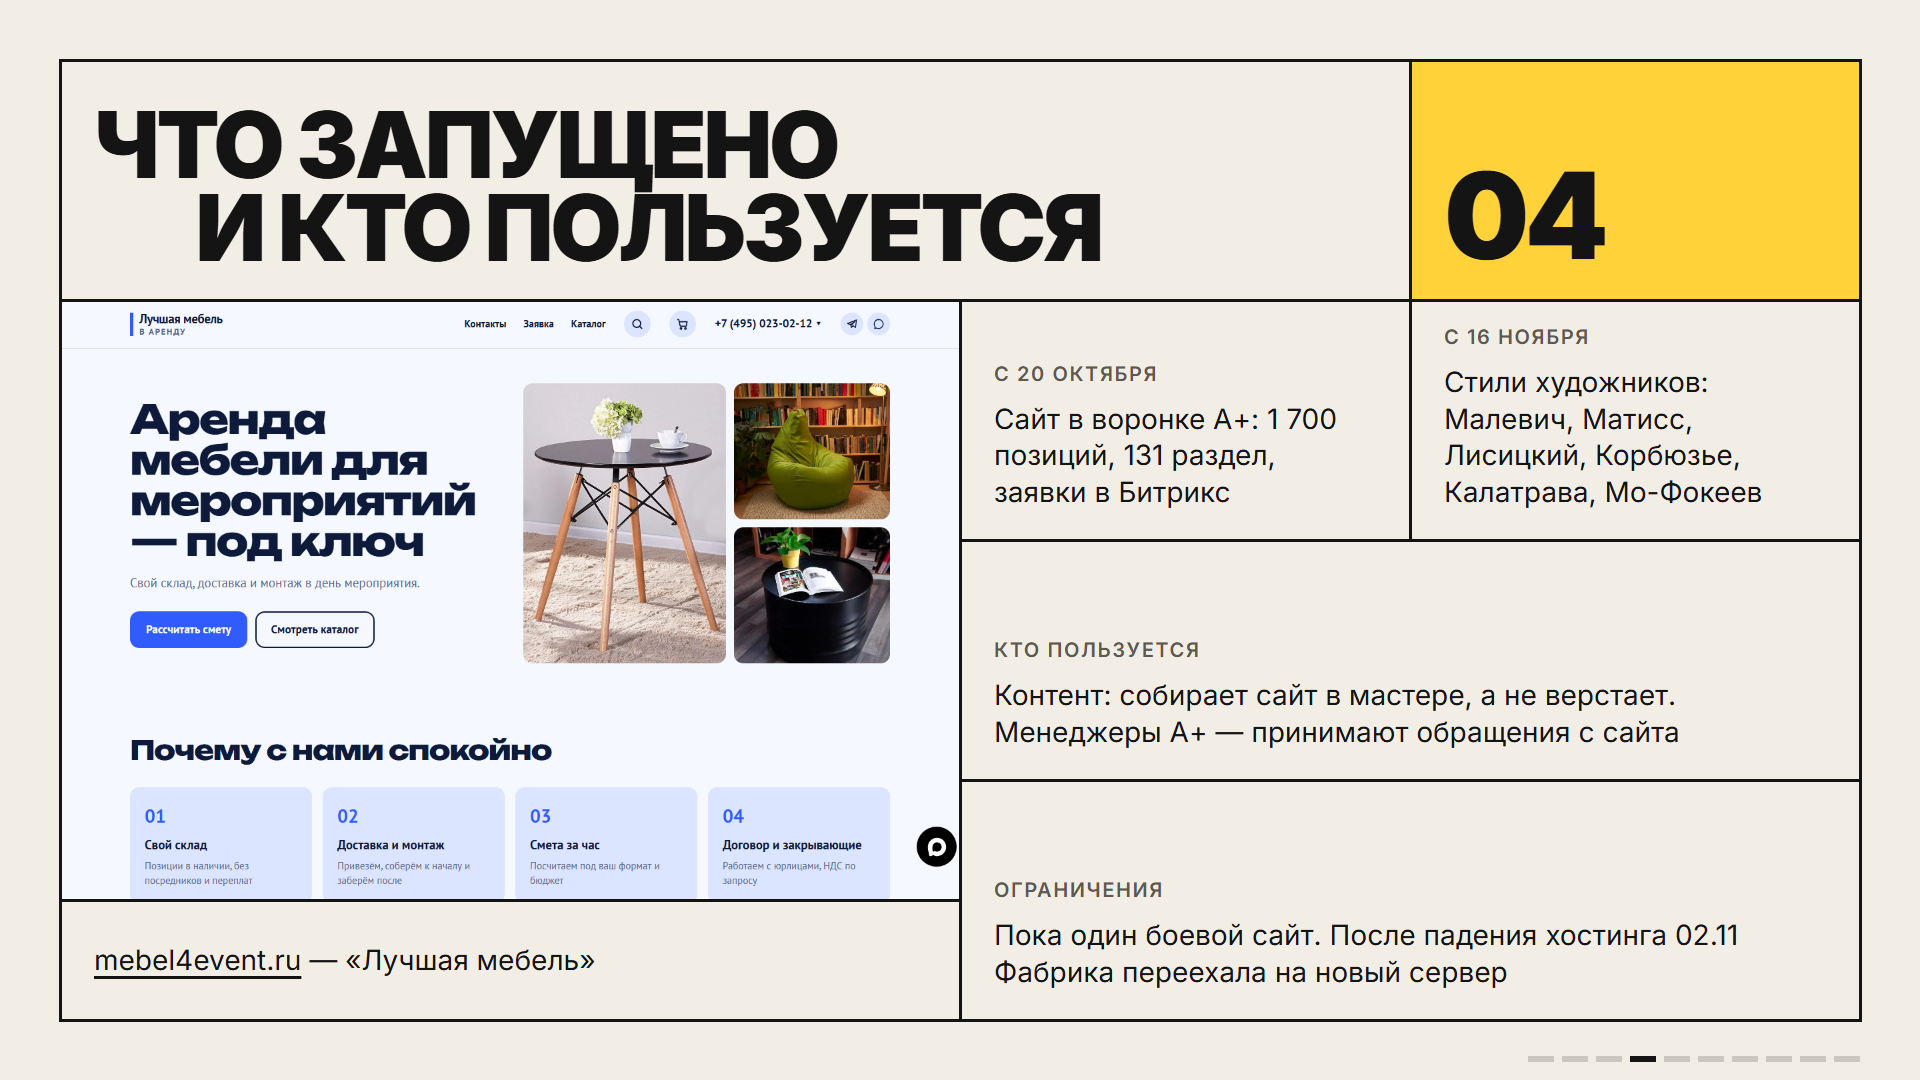 ЧТО ЗАПУЩЕНО
И КТО ПОЛЬЗУЕТСЯ
04
Лучшая мебель
В АРЕНДУ
Контакты Заявка Каталог +7 (495) 023-02-12
Аренда
мебели для
мероприятий
— под ключ
Свой склад, доставка и монтаж в день мероприятия.
Рассчитать смету Смотреть каталог
Почему с нами спокойно
01
Свой склад
Позиции в наличии, без
посредников и переплат
02
Доставка и монтаж
Привезём, соберём к началу и
заберём после
03
Смета за час
Посчитаем под ваш формат и
бюджет
04
Договор и закрывающие
Работаем с юрлицами, НДС по
запросу
mebel4event.ru — «Лучшая мебель»
С 20 ОКТЯБРЯ
Сайт в воронке А+: 1 700
позиций, 131 раздел,
заявки в Битрикс
С 16 НОЯБРЯ
Стили художников:
Малевич, Матисс,
Лисицкий, Корбюзье,
Калатрава, Мо-Фокеев
КТО ПОЛЬЗУЕТСЯ
Контент: собирает сайт в мастере, а не верстает.
Менеджеры А+ — принимают обращения с сайта
ОГРАНИЧЕНИЯ
Пока один боевой сайт. После падения хостинга 02.11
Фабрика переехала на новый сервер